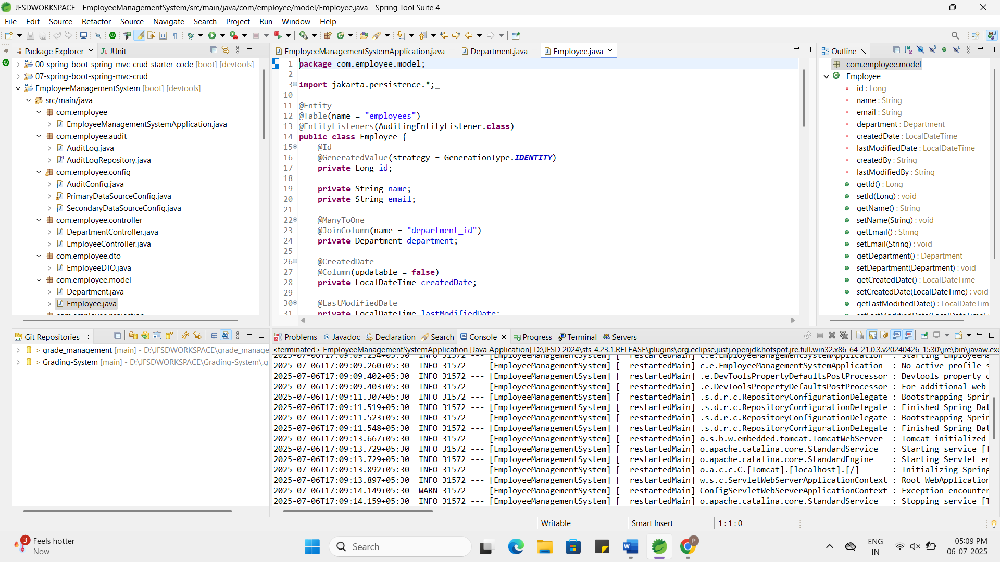 JFSDWORKSPACE - EmployeeManagementSystem/src/main/java/com/employee/model/Employee.java - Spring Tool Suite 4
File Edit Source Refactor Source Navigate Search Project Run Window Help
Package Explorer
JUnit
00-spring-boot-spring-mvc-crud-starter-code [boot] [devtools]
07-spring-boot-spring-mvc-crud
EmployeeManagementSystem [boot] [devtools]
src/main/java
com.employee
EmployeeManagementSystemApplication.java
com.employee.audit
AuditLog.java
AuditLogRepository.java
com.employee.config
AuditConfig.java
PrimaryDataSourceConfig.java
SecondaryDataSourceConfig.java
com.employee.controller
DepartmentController.java
EmployeeController.java
com.employee.dto
EmployeeDTO.java
com.employee.model
Department.java
Employee.java
EmployeeManagementSystemApplication.java Department.java Employee.java
1 package com.employee.model;
2
3 import jakarta.persistence.*;
10
11 @Entity
12 @Table(name = "employees")
13 @EntityListeners(AuditingEntityListener.class)
14 public class Employee {
15 @Id
16 @GeneratedValue(strategy = GenerationType.IDENTITY)
17 private Long id;
18
19 private String name;
20 private String email;
21
22 @ManyToOne
23 @JoinColumn(name = "department_id")
24 private Department department;
25
26 @CreatedDate
27 @Column(updatable = false)
28 private LocalDateTime createdDate;
29
30 @LastModifiedDate
31 private LocalDateTime lastModifiedDate;
Outline
com.employee.model
Employee
id : Long
name : String
email : String
department : Department
createdDate : LocalDateTime
lastModifiedDate : LocalDateTime
createdBy : String
lastModifiedBy : String
getId() : Long
setId(Long) : void
getName() : String
setName(String) : void
getEmail() : String
setEmail(String) : void
getDepartment() : Department
setDepartment(Department) : void
getCreatedDate() : LocalDateTime
setCreatedDate(LocalDateTime) : void
getLastModifiedDate() : LocalDateTim
Git Repositories
> grade_management [main] - D:\JFSDWORKSPACE\grade_manage
> Grading-System [main] - D:\JFSDWORKSPACE\Grading-System\.gi
Problems Javadoc Declaration Search Console Progress Terminal Servers
<terminated> EmployeeManagementSystemApplication [Java Application] D:\JFSD 2024\sts-4.23.1.RELEASE\plugins\org.eclipse.justj.openjdk.hotspot.jre.full.win32.x86_64_21.0.3.v20240426-1530\jre\bin\javaw.exe
2025-07-06T17:09:09.254+05:30 INFO 31572 --- [EmployeeManagementSystem] [ restartedMain] c.e.EmployeeManagementSystemApplication : Starting EmployeeMa
2025-07-06T17:09:09.260+05:30 INFO 31572 --- [EmployeeManagementSystem] [ restartedMain] c.e.EmployeeManagementSystemApplication : No active profile s
2025-07-06T17:09:09.402+05:30 INFO 31572 --- [EmployeeManagementSystem] [ restartedMain] .e.DevToolsPropertyDefaultsPostProcessor : Devtools property d
2025-07-06T17:09:09.403+05:30 INFO 31572 --- [EmployeeManagementSystem] [ restartedMain] .e.DevToolsPropertyDefaultsPostProcessor : For additional web
2025-07-06T17:09:11.307+05:30 INFO 31572 --- [EmployeeManagementSystem] [ restartedMain] .s.d.r.c.RepositoryConfigurationDelegate : Bootstrapping Sprin
2025-07-06T17:09:11.519+05:30 INFO 31572 --- [EmployeeManagementSystem] [ restartedMain] .s.d.r.c.RepositoryConfigurationDelegate : Finished Spring Dat
2025-07-06T17:09:11.523+05:30 INFO 31572 --- [EmployeeManagementSystem] [ restartedMain] .s.d.r.c.RepositoryConfigurationDelegate : Bootstrapping Sprin
2025-07-06T17:09:11.548+05:30 INFO 31572 --- [EmployeeManagementSystem] [ restartedMain] .s.d.r.c.RepositoryConfigurationDelegate : Finished Spring Dat
2025-07-06T17:09:13.667+05:30 INFO 31572 --- [EmployeeManagementSystem] [ restartedMain] o.s.b.w.embedded.tomcat.TomcatWebServer : Tomcat initialized
2025-07-06T17:09:13.729+05:30 INFO 31572 --- [EmployeeManagementSystem] [ restartedMain] o.apache.catalina.core.StandardService : Starting service [T
2025-07-06T17:09:13.729+05:30 INFO 31572 --- [EmployeeManagementSystem] [ restartedMain] o.apache.catalina.core.StandardEngine : Starting Servlet en
2025-07-06T17:09:13.892+05:30 INFO 31572 --- [EmployeeManagementSystem] [ restartedMain] o.a.c.c.C.[Tomcat].[localhost].[/] : Initializing Spring
2025-07-06T17:09:13.897+05:30 INFO 31572 --- [EmployeeManagementSystem] [ restartedMain] w.s.c.ServletWebServerApplicationContext : Root WebApplication
2025-07-06T17:09:14.149+05:30 WARN 31572 --- [EmployeeManagementSystem] [ restartedMain] ConfigServletWebServerApplicationContext : Exception encounter
2025-07-06T17:09:14.159+05:30 INFO 31572 --- [EmployeeManagementSystem] [ restartedMain] o.apache.catalina.core.StandardService : Stopping service [T
Writable Smart Insert 1 : 1 : 0
3 Feels hotter
Now
Search
P
ENG
IN
05:09 PM
06-07-2025